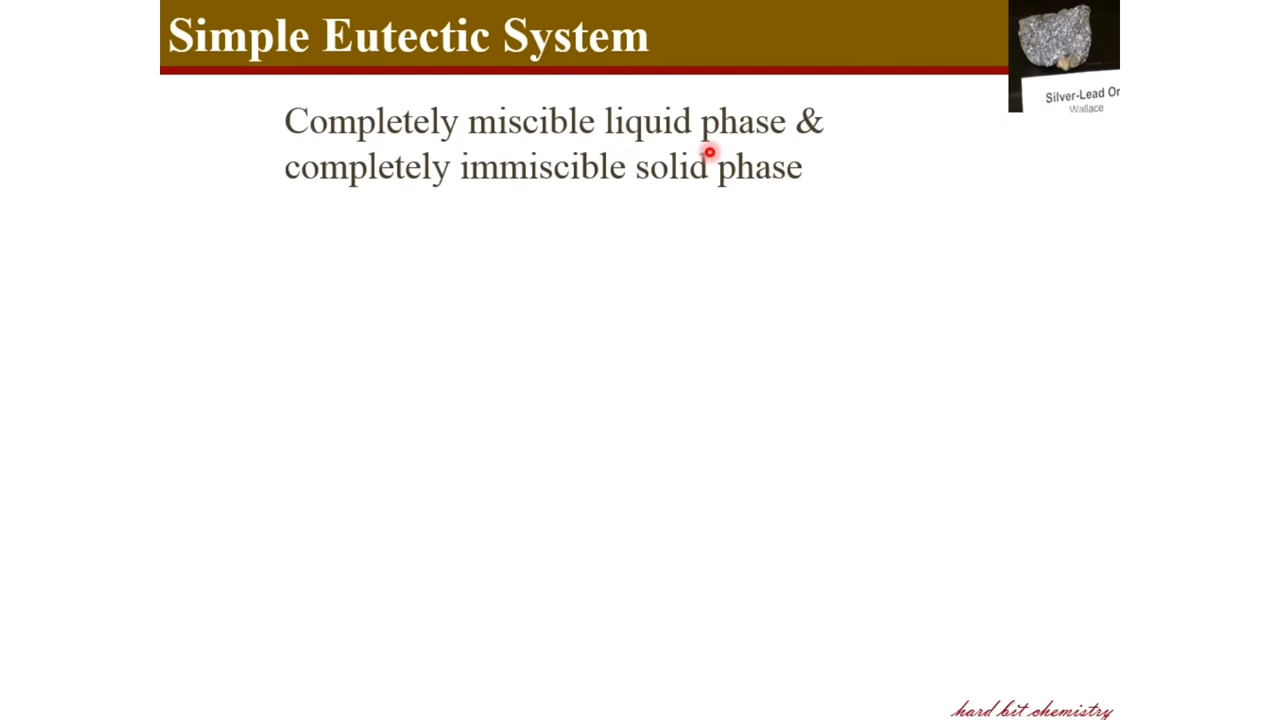 Simple Eutectic System
Silver-Lead Or
Wallace
Completely miscible liquid phase &
completely immiscible solid phase
hard bit chemistry